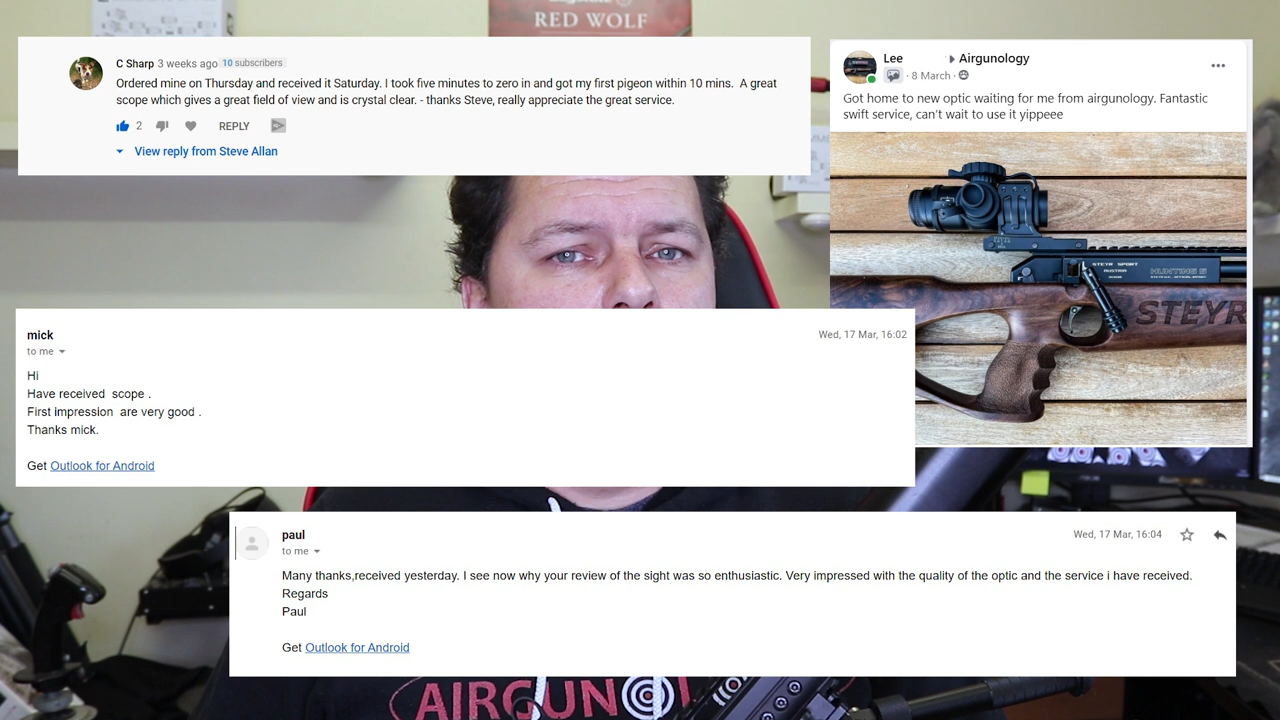 RED WOLF
C Sharp 3 weeks ago 10 subscribers
Ordered mine on Thursday and received it Saturday. I took five minutes to zero in and got my first pigeon within 10 mins. A great
scope which gives a great field of view and is crystal clear. - thanks Steve, really appreciate the great service.
2 REPLY
View reply from Steve Allan
Lee Airgunology
· 8 March ·
Got home to new optic waiting for me from airgunology. Fantastic
swift service, can't wait to use it yippeee
STEYR SPORT
AUSTRIA
HUNTING 5
STEYR
mick Wed, 17 Mar, 16:02
to me
Hi
Have received scope .
First impression are very good .
Thanks mick.
Get Outlook for Android
paul Wed, 17 Mar, 16:04
to me
Many thanks,received yesterday. I see now why your review of the sight was so enthusiastic. Very impressed with the quality of the optic and the service i have received.
Regards
Paul
Get Outlook for Android
AIRGUN